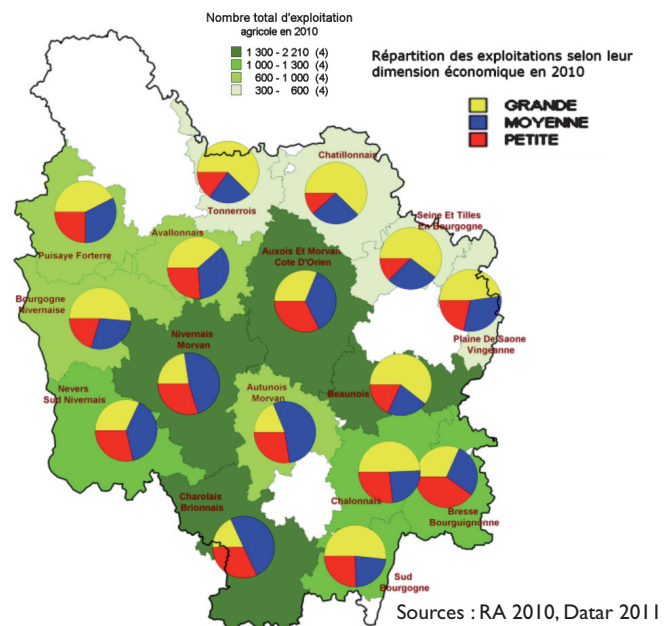 Nombre total d'exploitation
agricole en 2010
1 300 - 2 210 (4)
1 000 - 1 300 (4)
600 - 1 000 (4)
300 - 600 (4)
Répartition des exploitations selon leur
dimension économique en 2010
GRANDE
MOYENNE
PETITE
Chatillonnais
Tonnerrois
Seine Et Tilles
En Bourgogne
Avallonnais
Puisaye Forterre
Auxois Et Morvan
Cote D'Orien
Bourgogne
Nivernaise
Plaine De Saone
Vingeanne
Nivernais
Morvan
Nevers
Sud Nivernais
Autunois
Morvan
Beaunois
Charolais
Brionnais
Chalonnais
Bresse
Bourguignonne
Sud
Bourgogne
Sources : RA 2010, Datar 2011